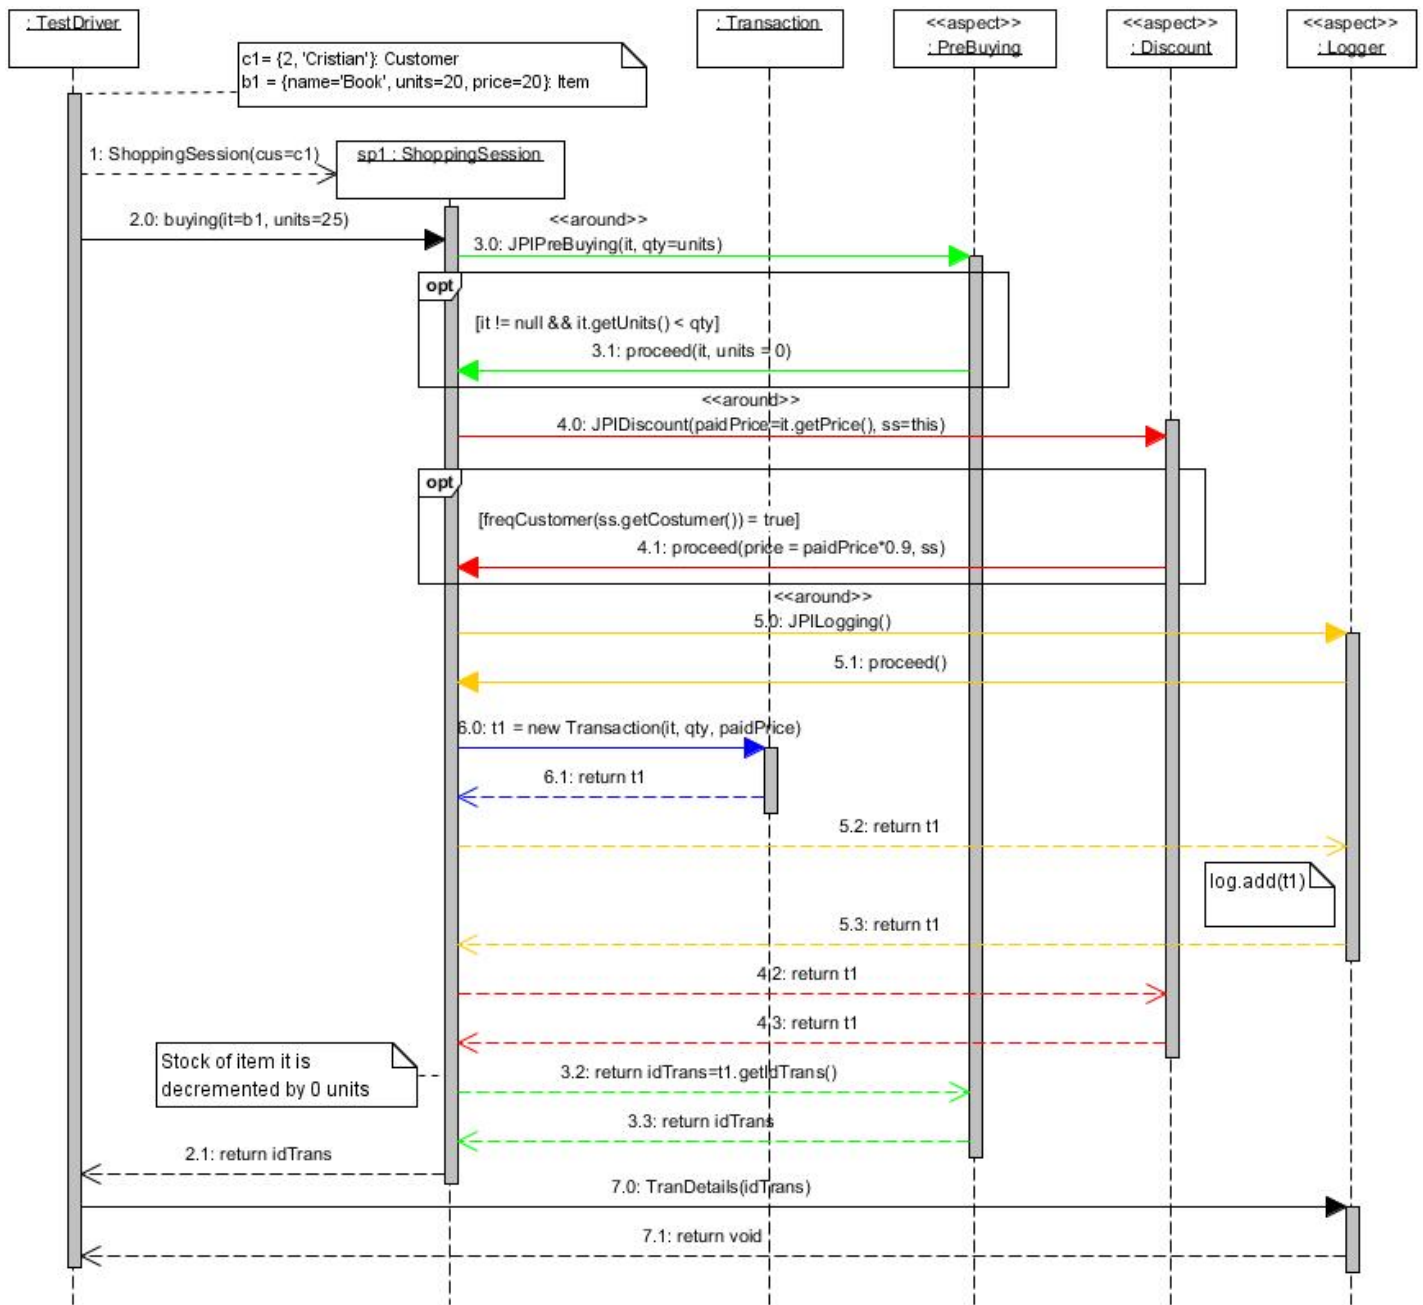 : TestDriver
: Transaction
<<aspect>>
: PreBuying
<<aspect>>
: Discount
<<aspect>>
: Logger
c1= {2, 'Cristian'}: Customer
b1 = {name='Book', units=20, price=20}: Item
1: ShoppingSession(cus=c1)
sp1 : ShoppingSession
2.0: buying(it=b1, units=25)
<<around>>
3.0: JPIPreBuying(it, qty=units)
opt
[it != null && it.getUnits() < qty]
3.1: proceed(it, units = 0)
<<around>>
4.0: JPIDiscount(paidPrice=it.getPrice(), ss=this)
opt
[freqCustomer(ss.getCostumer()) = true]
4.1: proceed(price = paidPrice*0.9, ss)
<<around>>
5.0: JPILogging()
5.1: proceed()
6.0: t1 = new Transaction(it, qty, paidPrice)
6.1: return t1
5.2: return t1
log.add(t1)
5.3: return t1
4.2: return t1
4.3: return t1
Stock of item it is
decremented by 0 units
3.2: return idTrans=t1.getIdTrans()
3.3: return idTrans
2.1: return idTrans
7.0: TranDetails(idTrans)
7.1: return void